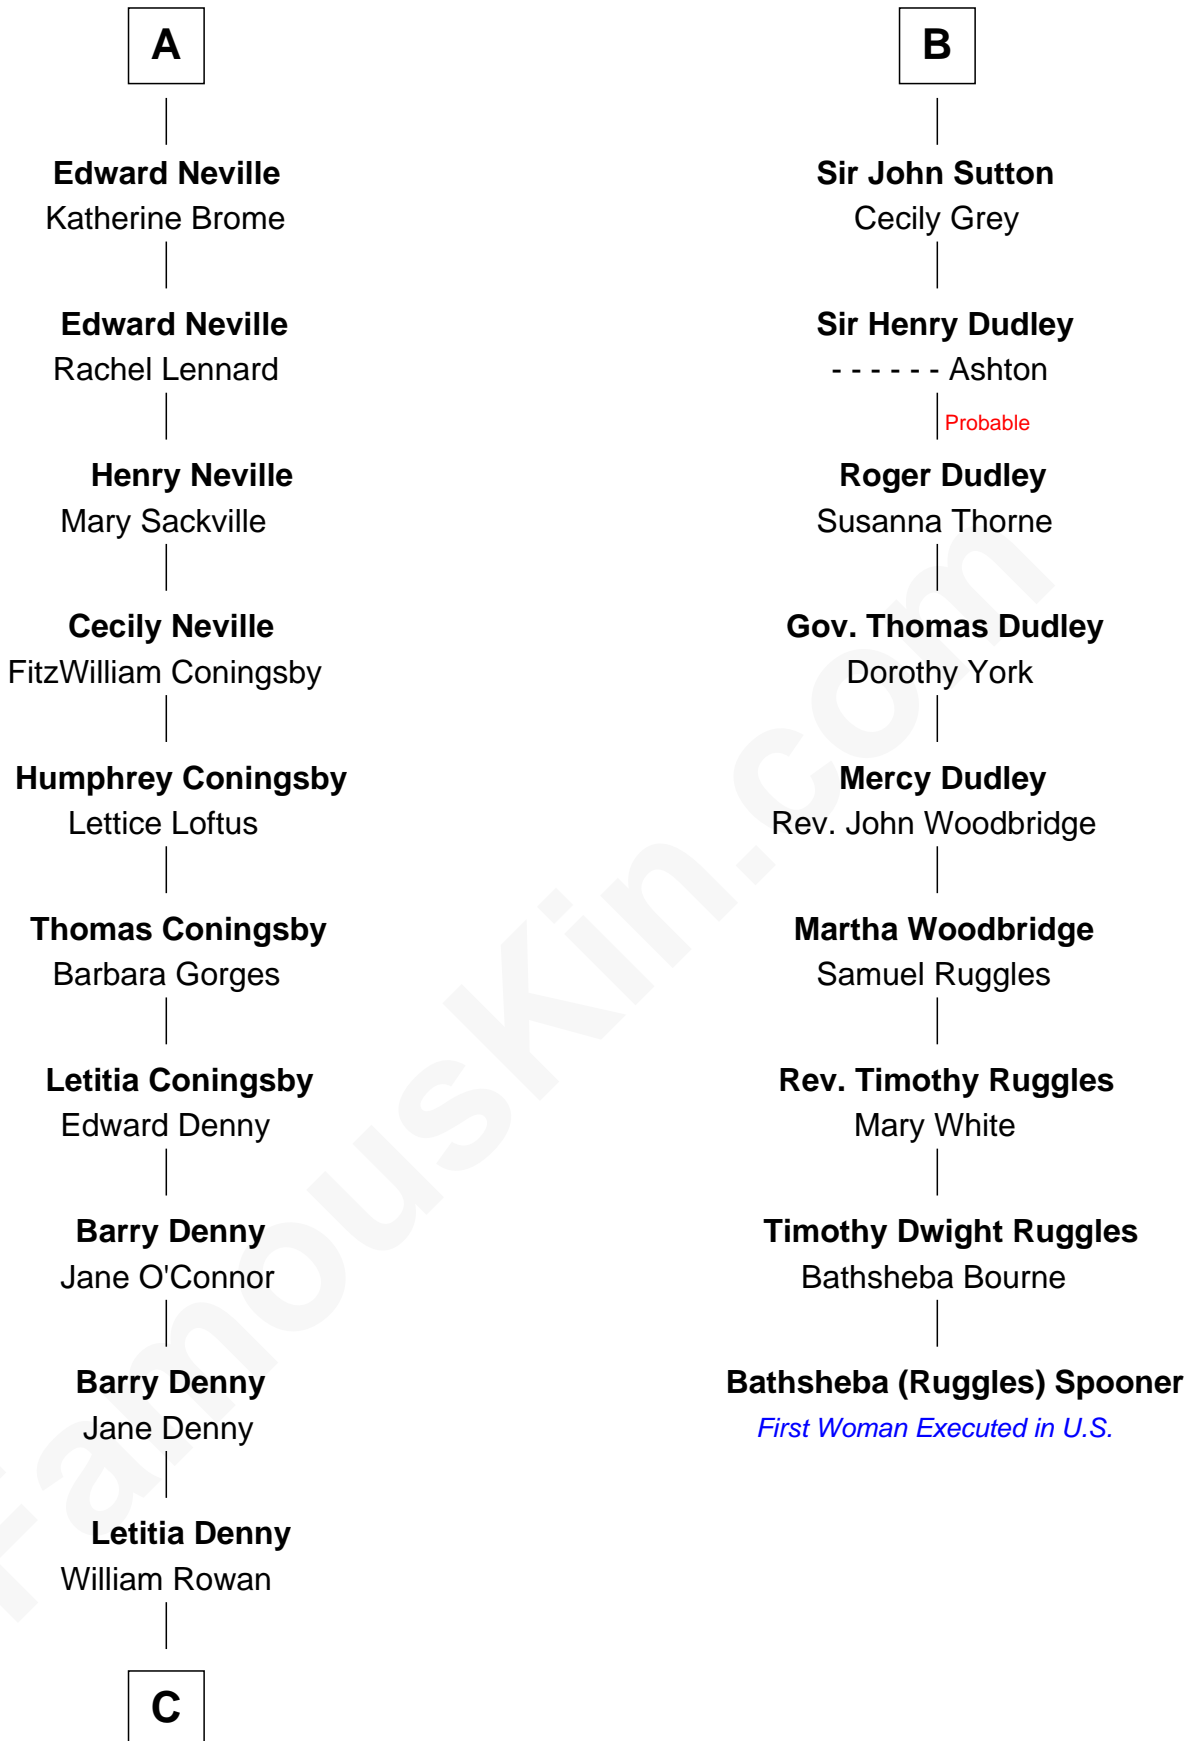 A
Edward Neville
Katherine Brome
Edward Neville
Rachel Lennard
Henry Neville
Mary Sackville
Cecily Neville
FitzWilliam Coningsby
Humphrey Coningsby
Lettice Loftus
Thomas Coningsby
Barbara Gorges
Letitia Coningsby
Edward Denny
Barry Denny
Jane O'Connor
Barry Denny
Jane Denny
Letitia Denny
William Rowan
C
B
Sir John Sutton
Cecily Grey
Sir Henry Dudley
- - - - - - Ashton
Probable
Roger Dudley
Susanna Thorne
Gov. Thomas Dudley
Dorothy York
Mercy Dudley
Rev. John Woodbridge
Martha Woodbridge
Samuel Ruggles
Rev. Timothy Ruggles
Mary White
Timothy Dwight Ruggles
Bathsheba Bourne
Bathsheba (Ruggles) Spooner
First Woman Executed in U.S.
FamousKin.com